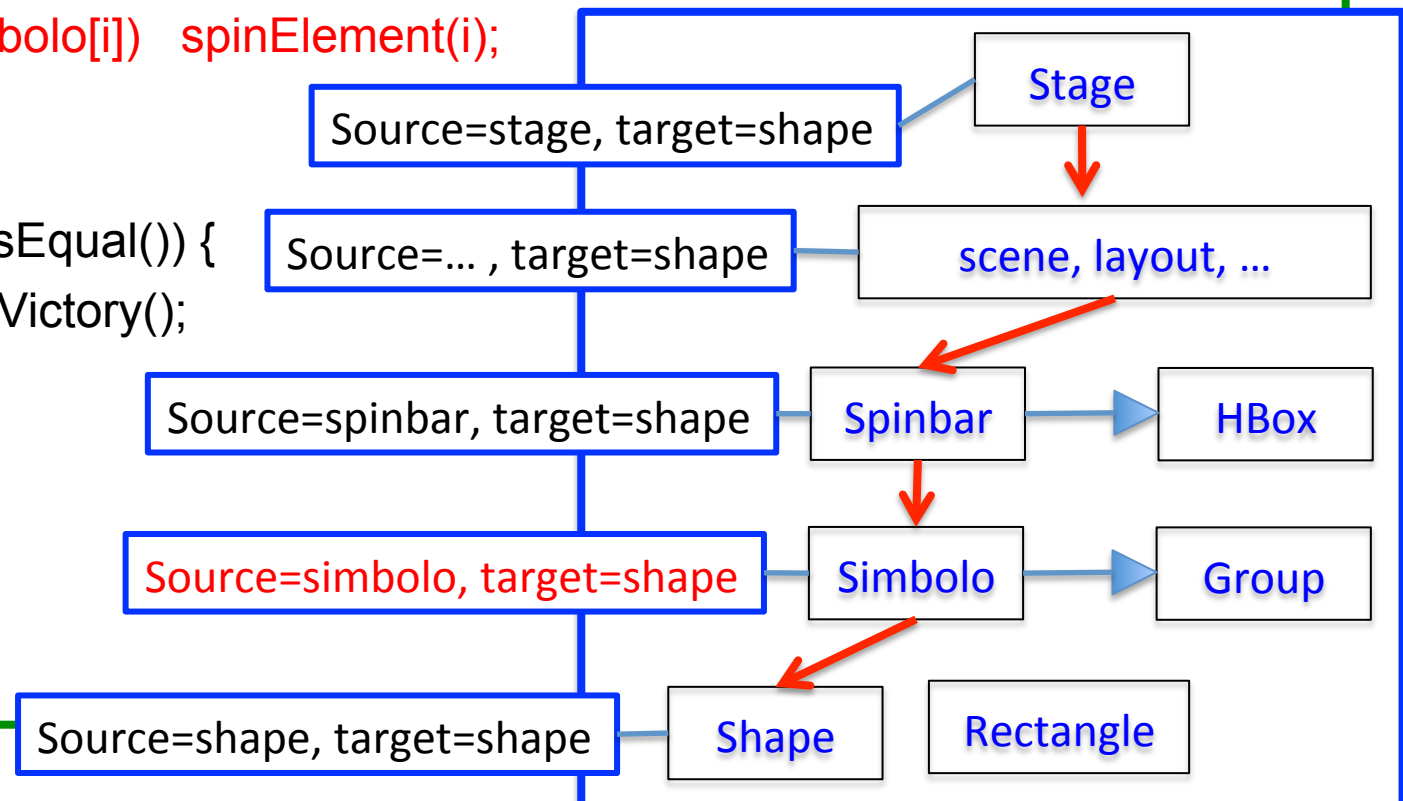 bolo[i]) spinElement(i);
Stage
Source=stage, target=shape
sEqual()) {
Source=... , target=shape
scene, layout, ...
Victory();
Source=spinbar, target=shape
Spinbar
HBox
Source=simbolo, target=shape
Simbolo
Group
Source=shape, target=shape
Shape
Rectangle